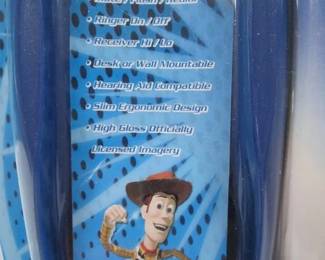 • Ringer On / Off
• Receiver Hi / Lo
• Desk or Wall Mountable
• Hearing Aid Compatible
• Slim Ergonomic Design
• High Gloss Officially
Licensed Imagery